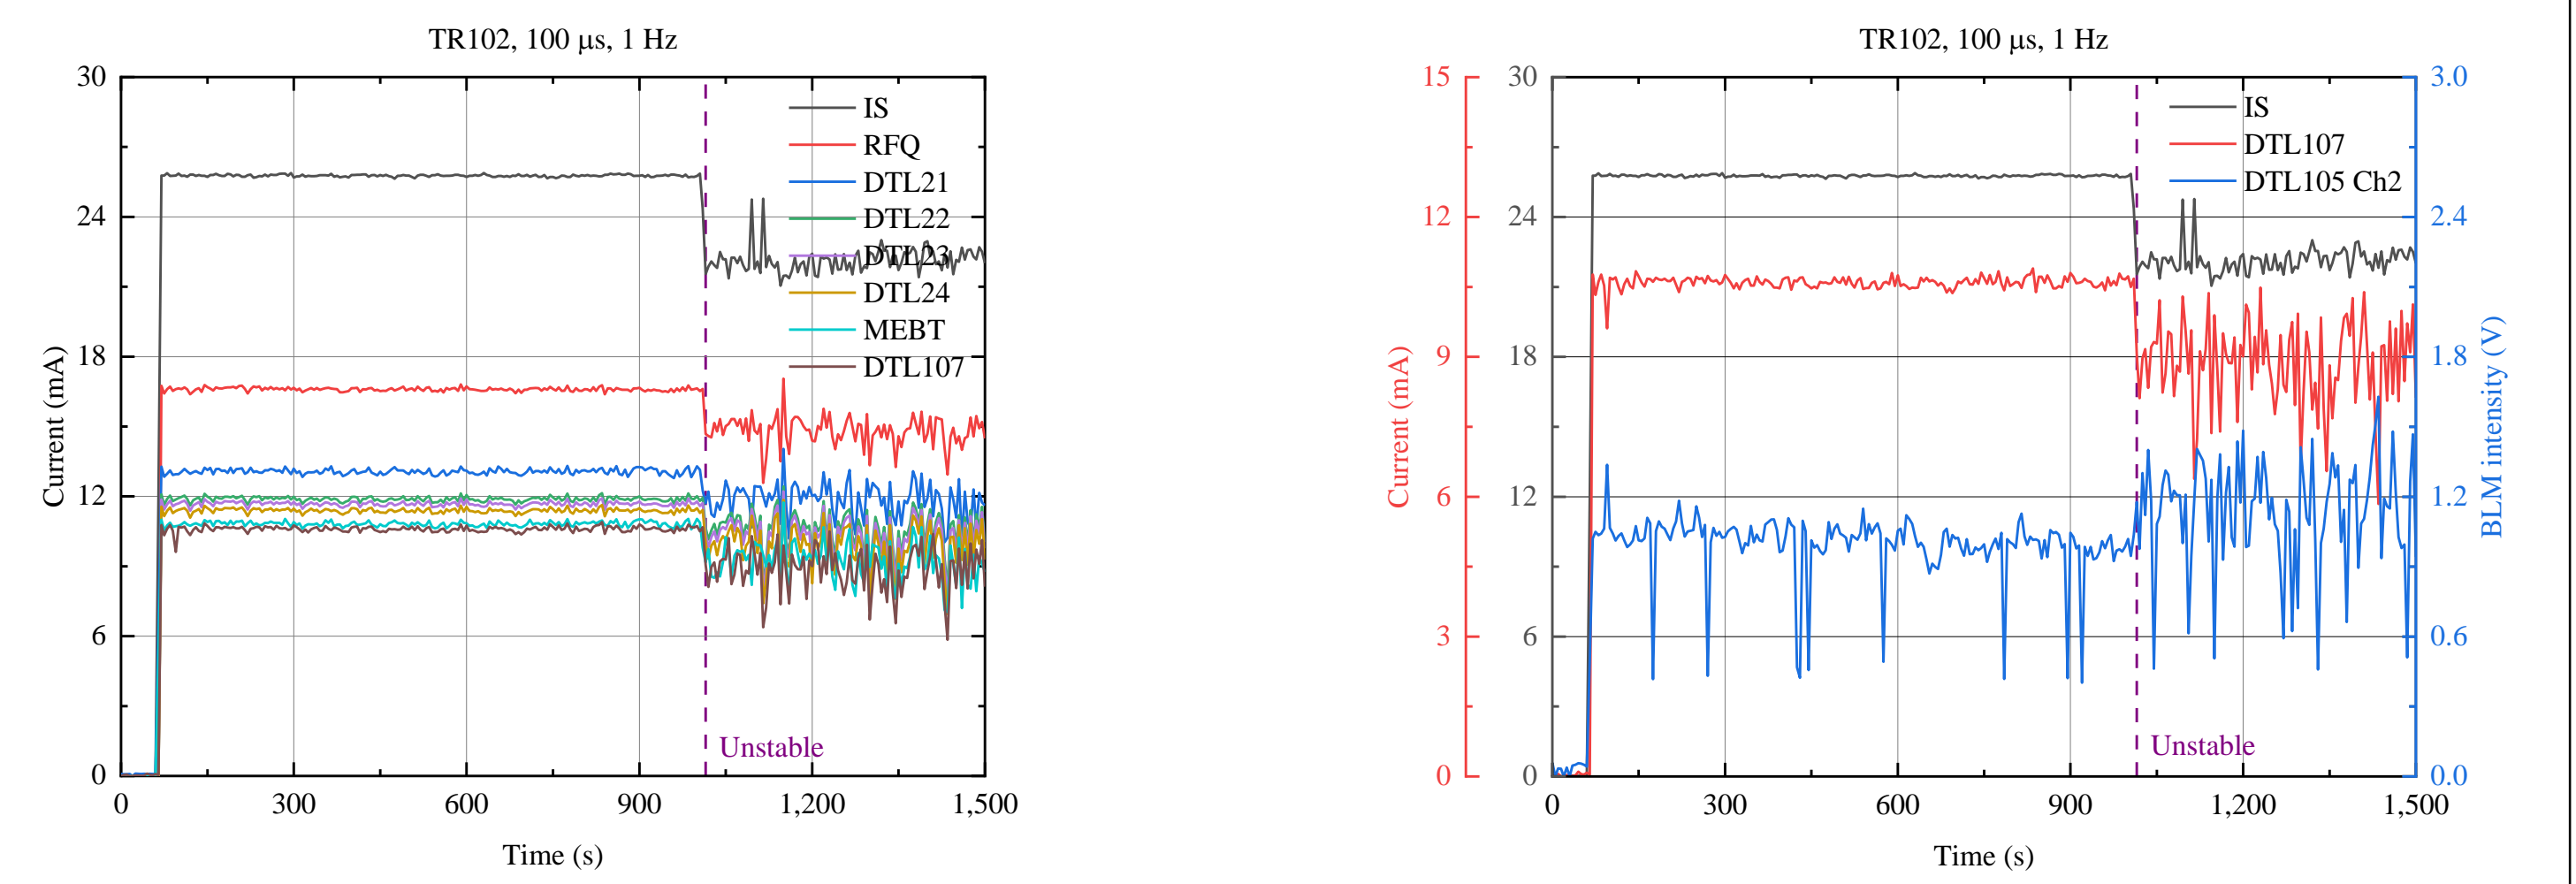 TR102, 100 μs, 1 Hz
30
24
18
12
6
0
Current (mA)
IS
RFQ
DTL21
DTL22
DTL23
DTL24
MEBT
DTL107
Unstable
0 300 600 900 1,200 1,500
Time (s)
TR102, 100 μs, 1 Hz
15
12
9
6
3
0
Current (mA)
30
24
18
12
6
0
IS
DTL107
DTL105 Ch2
Unstable
3.0
2.4
1.8
1.2
0.6
0.0
BLM intensity (V)
0 300 600 900 1,200 1,500
Time (s)